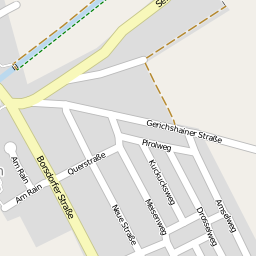 Gerichshainer Straße
Pirolweg
Am Rain
Borsdorfer Straße
Querstraße
Kuckucksweg
Am Rain
Neue Straße
Meisenweg
Drosselweg
Amselweg